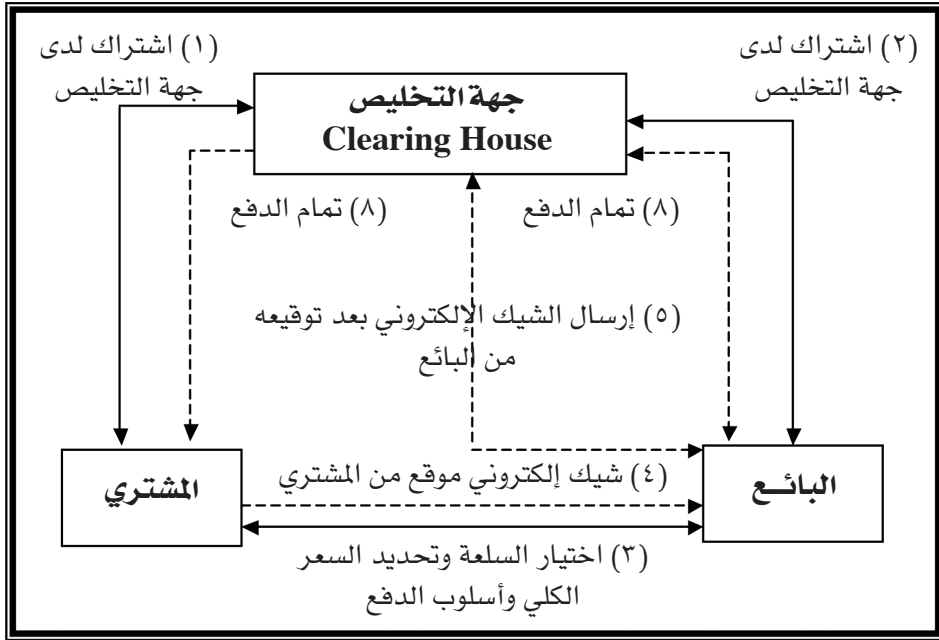 (٢) اشتراك لدى
جهة التخليص
(١) اشتراك لدى
جهة التخليص
جهة التخليص
Clearing House
(٨) تمام الدفع
(٨) تمام الدفع
(٥) إرسال الشيك الإلكتروني بعد توقيعه
من البائع
البائــع
المشتري
(٤) شيك إلكتروني موقع من المشتري
(٣) اختيار السلعة وتحديد السعر
الكلي وأسلوب الدفع